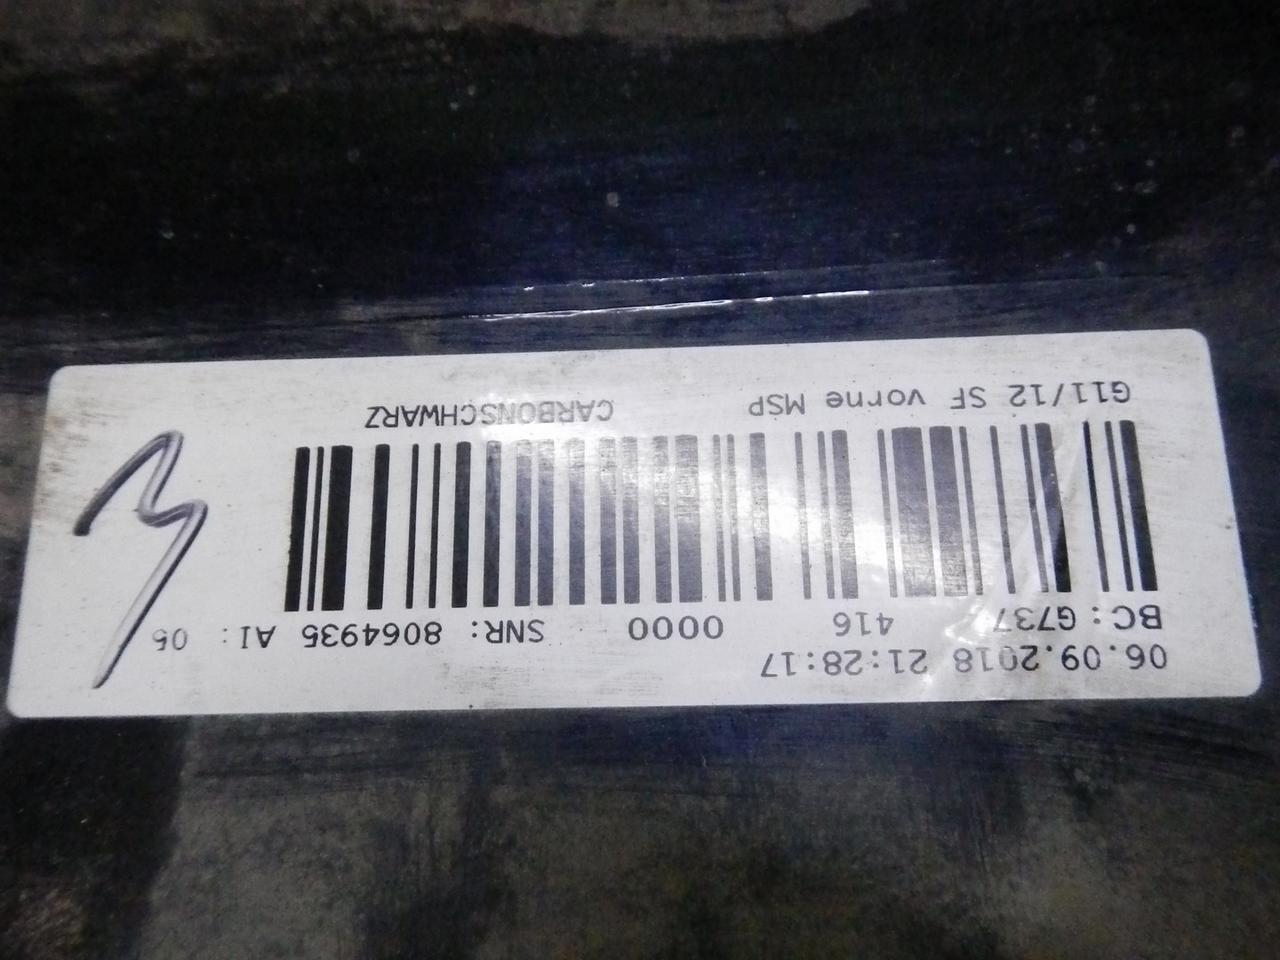 06.09.2018 21:28:17
BC: G737 416 0000 SNR: 8064935 AI: 05
G11/12 SF vorne MSP CARBONSCHWARZ